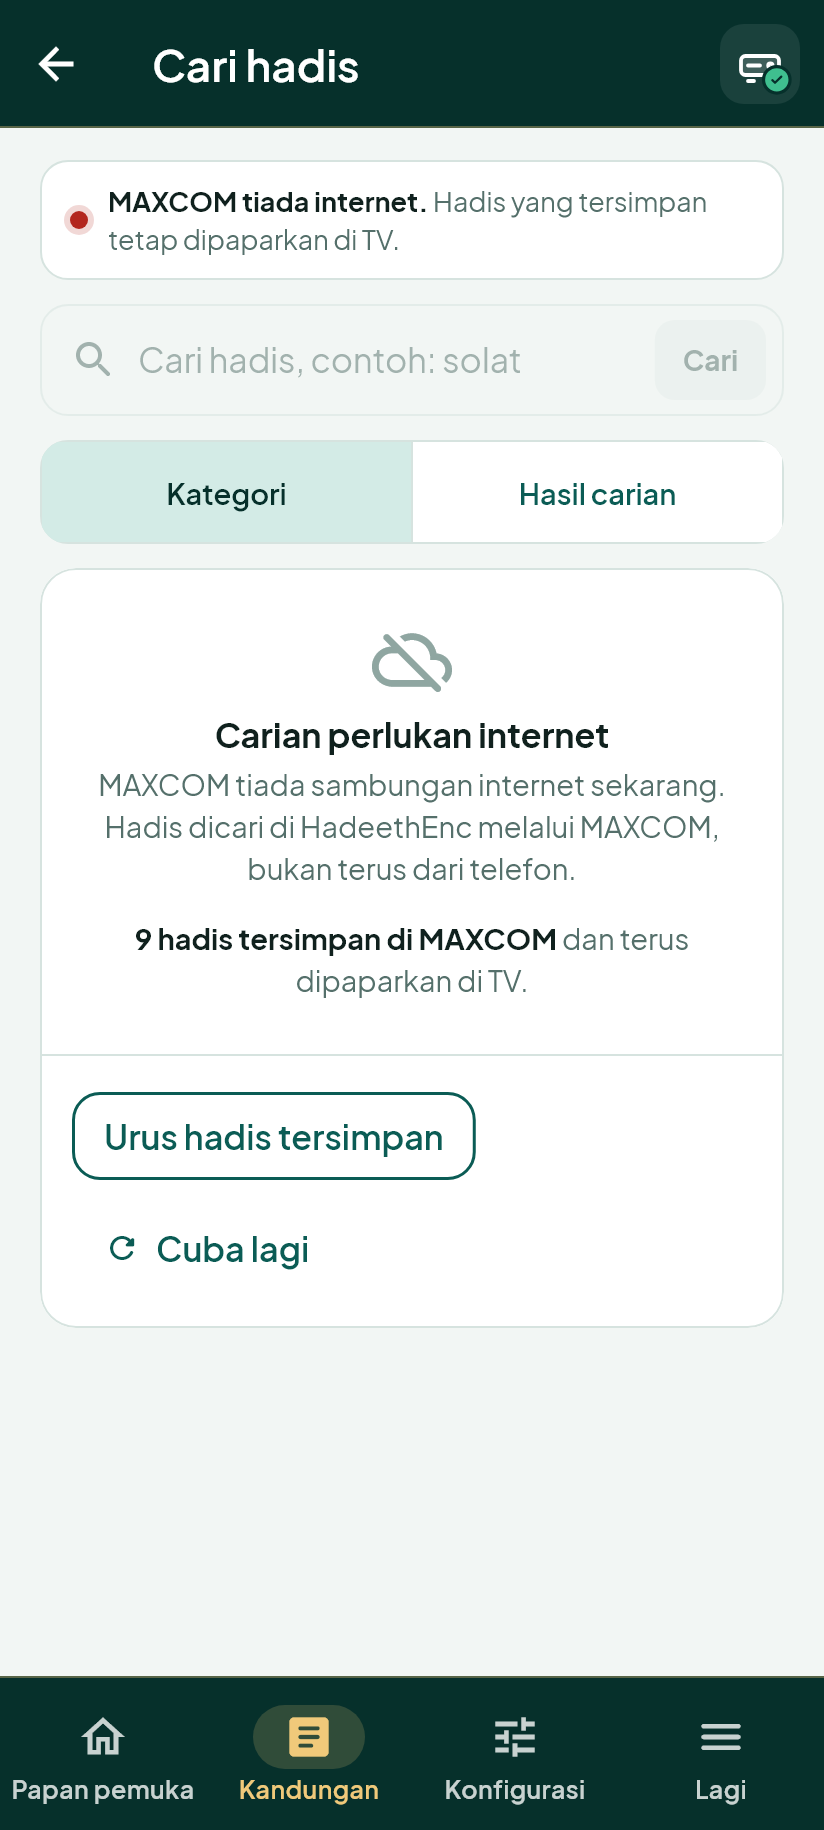 Cari hadis
MAXCOM tiada internet. Hadis yang tersimpan
tetap dipaparkan di TV.
Cari hadis, contoh: solat
Cari
Kategori
Hasil carian
Carian perlukan internet
MAXCOM tiada sambungan internet sekarang.
Hadis dicari di HadeethEnc melalui MAXCOM,
bukan terus dari telefon.
9 hadis tersimpan di MAXCOM dan terus
dipaparkan di TV.
Urus hadis tersimpan
Cuba lagi
Papan pemuka
Kandungan
Konfigurasi
Lagi